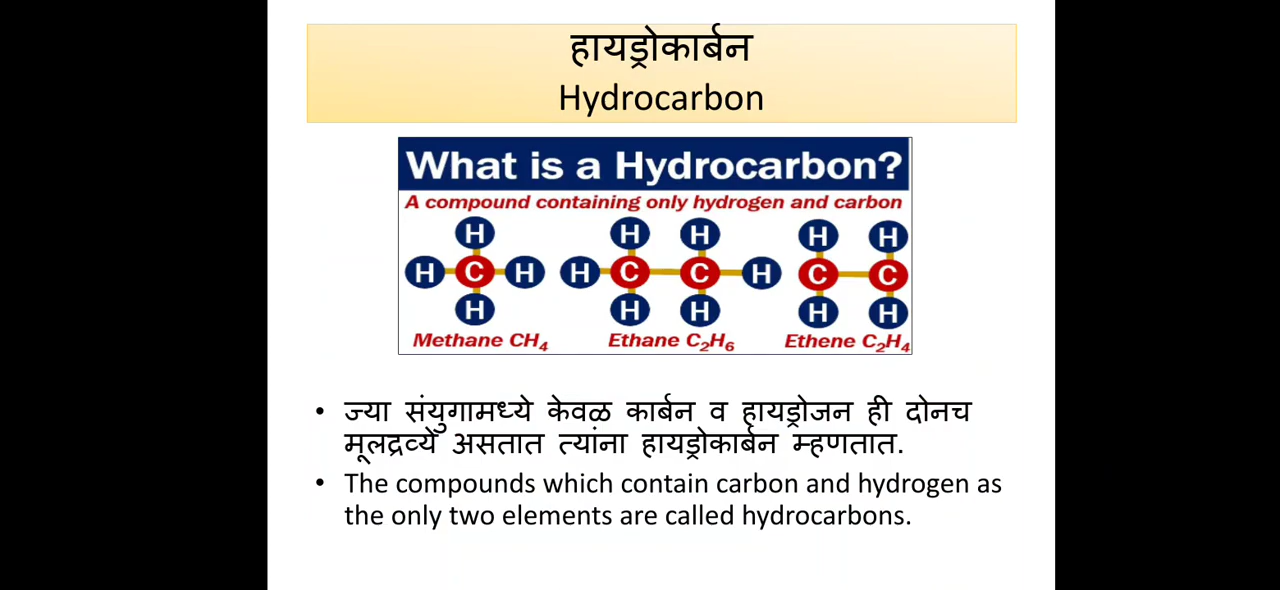 हायड्रोकार्बन
Hydrocarbon
What is a Hydrocarbon?
A compound containing only hydrogen and carbon
H H H H H
H C H H C C H C C
H H H H H
Methane CH₄ Ethane C₂H₆ Ethene C₂H₄
• ज्या संयुगामध्ये केवळ कार्बन व हायड्रोजन ही दोनच
मूलद्रव्ये असतात त्यांना हायड्रोकार्बन म्हणतात.
• The compounds which contain carbon and hydrogen as
the only two elements are called hydrocarbons.